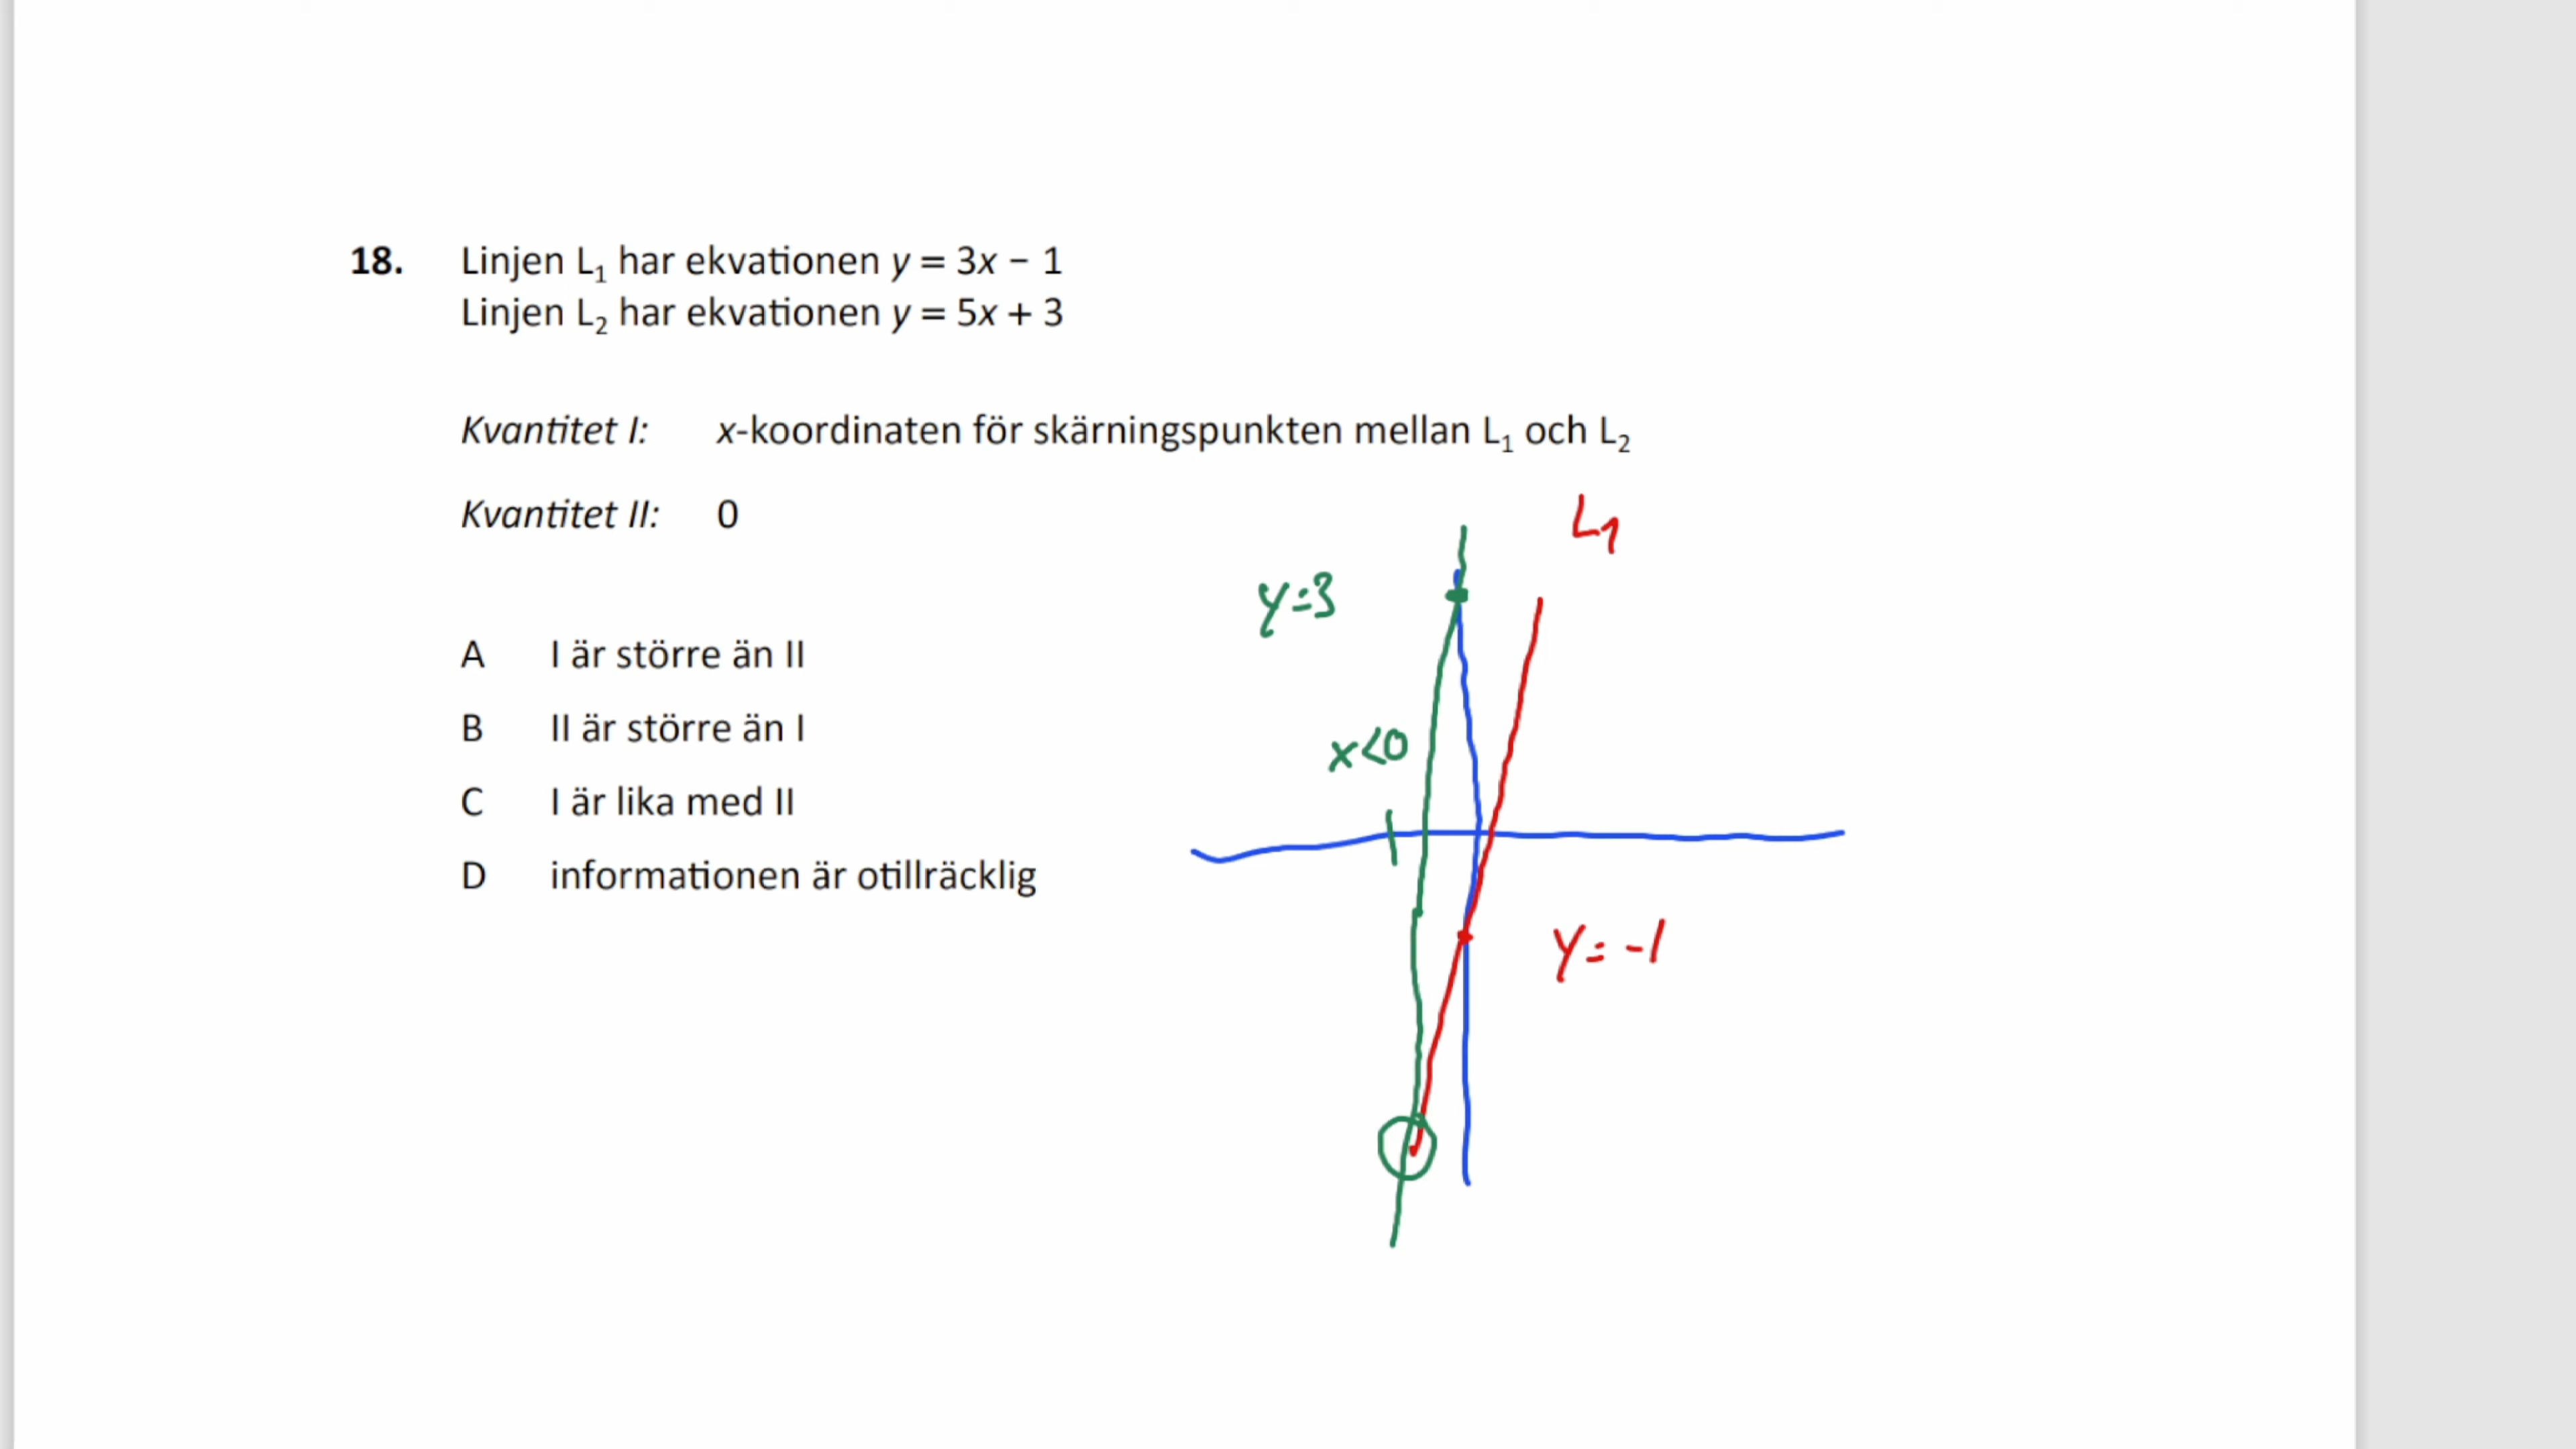 18. Linjen L₁ har ekvationen y = 3x − 1
Linjen L₂ har ekvationen y = 5x + 3
Kvantitet I: x-koordinaten för skärningspunkten mellan L₁ och L₂
Kvantitet II: 0
A I är större än II
B II är större än I
C I är lika med II
D informationen är otillräcklig
L1
y=3
x<0
y= -1